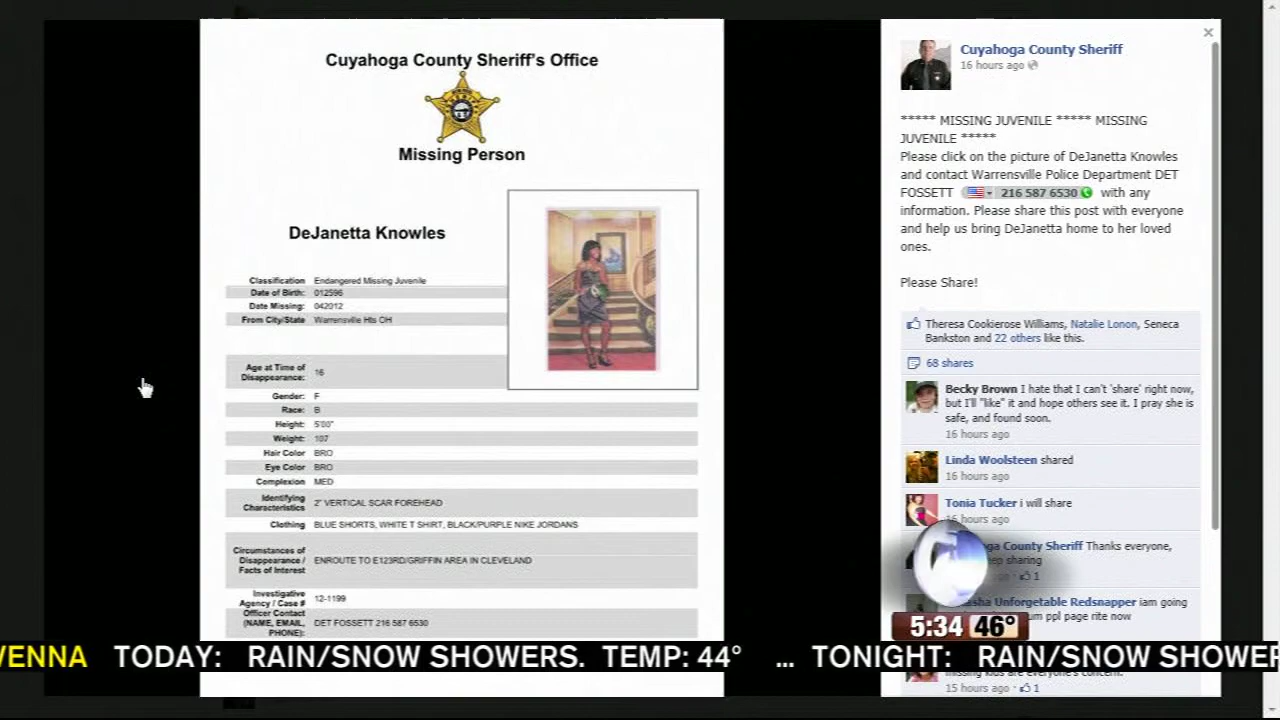 Cuyahoga County Sheriff's Office
Missing Person
DeJanetta Knowles
Classification Endangered Missing Juvenile
Date of Birth: 012596
Date Missing: 042012
From City/State Warrensville Hts OH
Age at Time of
Disappearance: 16
Gender: F
Race: B
Height: 5'00"
Weight: 107
Hair Color BRO
Eye Color BRO
Complexion MED
Identifying
Characteristics 2" VERTICAL SCAR FOREHEAD
Clothing BLUE SHORTS, WHITE T SHIRT, BLACK/PURPLE NIKE JORDANS
Circumstances of
Disappearance /
Facts of Interest ENROUTE TO E123RD/GRIFFIN AREA IN CLEVELAND
Investigative
Agency / Case # 12-1199
Officer Contact
(NAME, EMAIL,
PHONE): DET FOSSETT 216 587 6530
Cuyahoga County Sheriff
16 hours ago
***** MISSING JUVENILE ***** MISSING
JUVENILE *****
Please click on the picture of DeJanetta Knowles
and contact Warrensville Police Department DET
FOSSETT 216 587 6530 with any
information. Please share this post with everyone
and help us bring DeJanetta home to her loved
ones.
Please Share!
Theresa Cookierose Williams, Natalie Lonon, Seneca
Bankston and 22 others like this.
68 shares
Becky Brown I hate that I can't 'share' right now,
but I'll "like" it and hope others see it. I pray she is
safe, and found soon.
16 hours ago
Linda Woolsteen shared
16 hours ago
Tonia Tucker i will share
16 hours ago
County Sheriff Thanks everyone,
sharing
1
Unforgetable Redsnapper iam going
ppl page rite now
5:34 46°
VENNA TODAY: RAIN/SNOW SHOWERS. TEMP: 44° ... TONIGHT: RAIN/SNOW SHOWER
missing kids are everyone's concern.
15 hours ago · 1